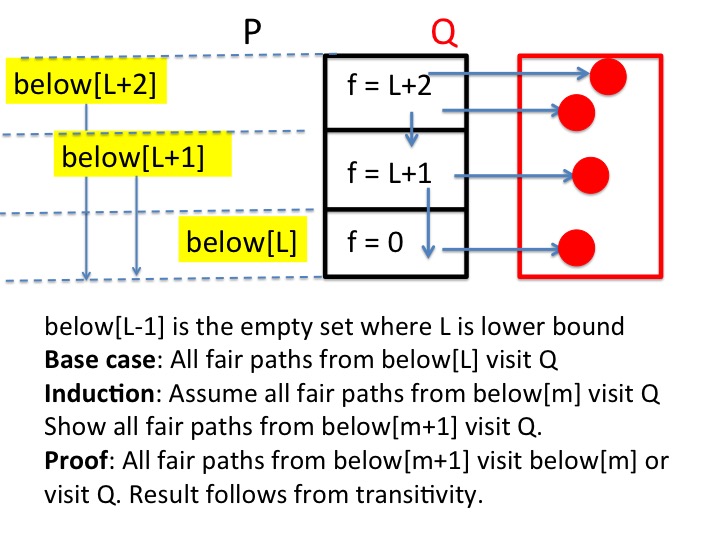 P Q
below[L+2] f = L+2
below[L+1] f = L+1
below[L] f = 0
below[L-1] is the empty set where L is lower bound
Base case: All fair paths from below[L] visit Q
Induction: Assume all fair paths from below[m] visit Q
Show all fair paths from below[m+1] visit Q.
Proof: All fair paths from below[m+1] visit below[m] or
visit Q. Result follows from transitivity.